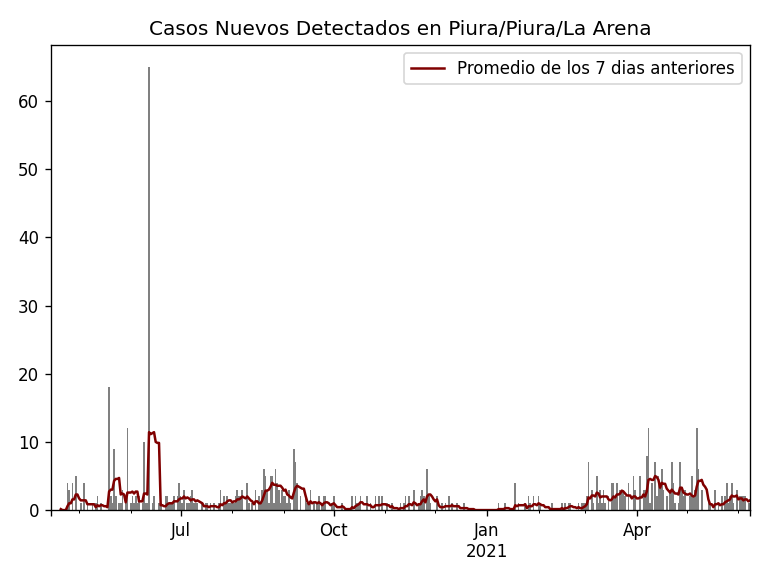 Casos Nuevos Detectados en Piura/Piura/La Arena
Promedio de los 7 dias anteriores
60
50
40
30
20
10
0
Jul
Oct
Jan
2021
Apr